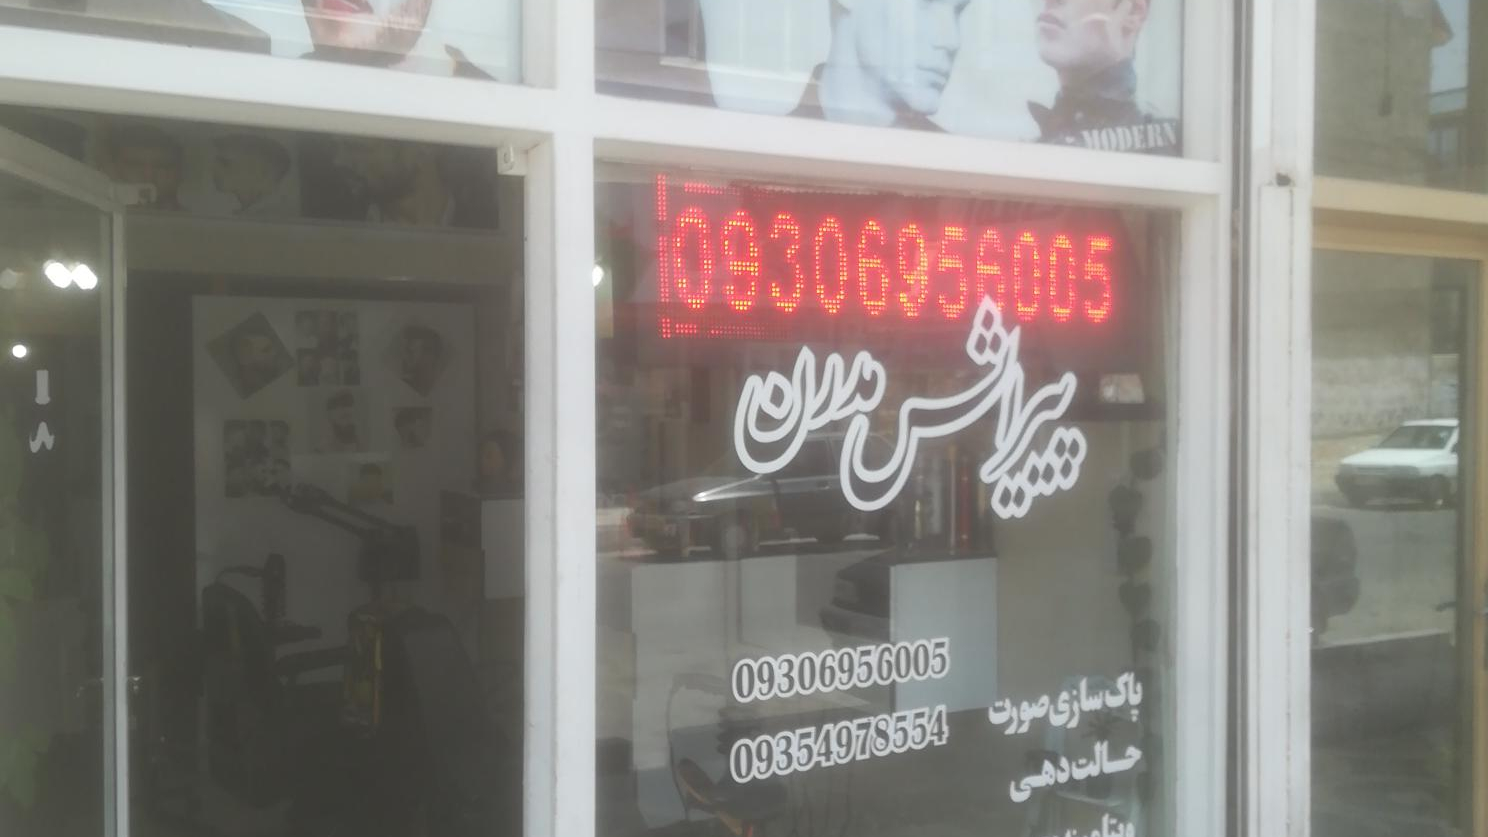 MODERN
09306956005
پیرایش مدرن
09306956005
09354978554
پاک‌سازی صورت
حالت دهی